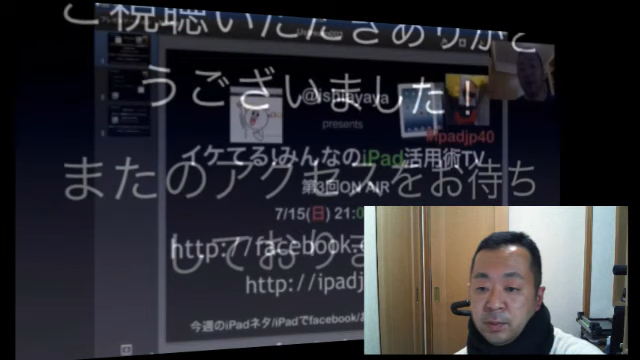 ご視聴いただきありがと
うございました！
@ishiayaya
presents
#ipadjp40
イケてる!みんなのiPad活用術TV
またのアクセスをお待ち
第3回ON AIR
7/15(日) 21:0
http://facebook.c
しておりま
http://ipadj
今週のiPadネタ/iPadでfacebook/お